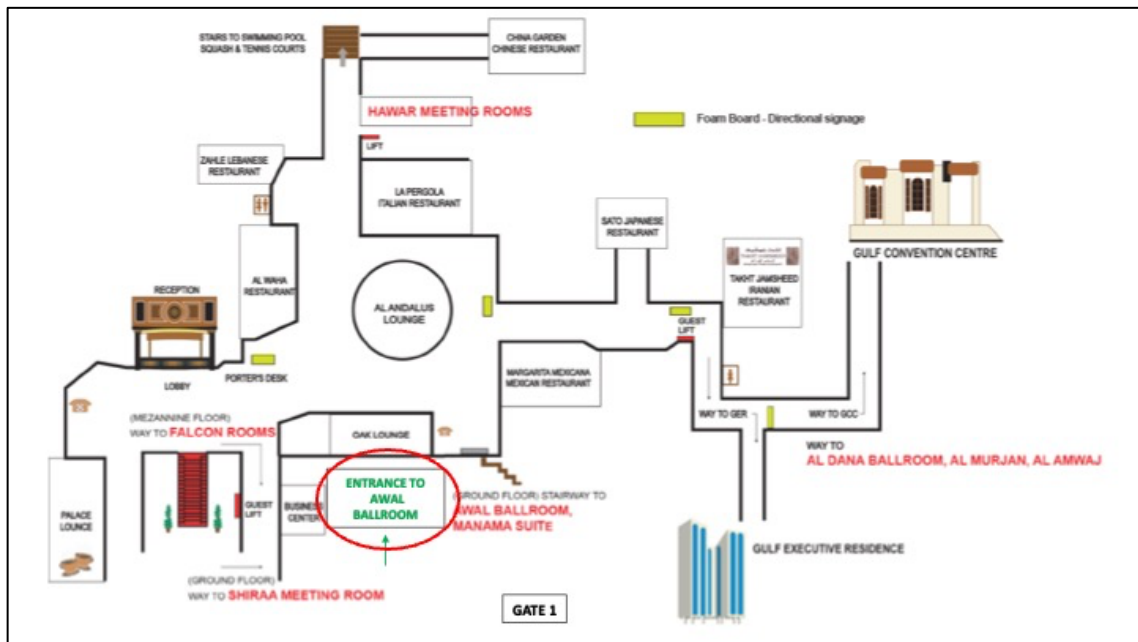 STAIRS TO SWIMMING POOL
SQUASH & TENNIS COURTS
CHINA GARDEN
CHINESE RESTAURANT
HAWAR MEETING ROOMS
Foam Board - Directional signage
LIFT
ZAHLE LEBANESE
RESTAURANT
LA PERGOLA
ITALIAN RESTAURANT
SATO JAPANESE
RESTAURANT
GULF CONVENTION CENTRE
TAKHT JAMSHEED
IRANIAN
RESTAURANT
AL WAHA
RESTAURANT
RECEPTION
AL ANDALUS
LOUNGE
GUEST
LIFT
PORTER'S DESK
LOBBY
MARGARITA MEXICANA
MEXICAN RESTAURANT
(MEZANNINE FLOOR)
WAY TO FALCON ROOMS
OAK LOUNGE
WAY TO GER
WAY TO GCC
WAY TO
AL DANA BALLROOM, AL MURJAN, AL AMWAJ
ENTRANCE TO
AWAL
BALLROOM
(GROUND FLOOR) STAIRWAY TO
AWAL BALLROOM,
MANAMA SUITE
BUSINESS
CENTER
GUEST
LIFT
PALACE
LOUNCE
GULF EXECUTIVE RESIDENCE
(GROUND FLOOR)
WAY TO SHIRAA MEETING ROOM
GATE 1